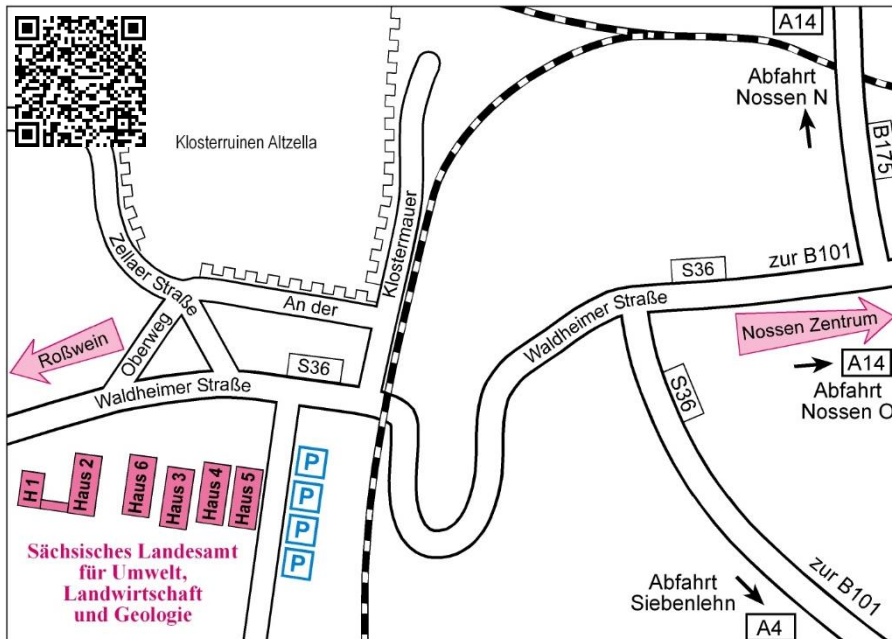 A14
Abfahrt
Nossen N
B175
Klosterruinen Altzella
Klostermauer
Zellaer Straße
An der
S36
zur B101
Waldheimer Straße
Nossen Zentrum
Roßwein
Oberweg
S36
Waldheimer Straße
A14
Abfahrt
Nossen O
S36
H 1
Haus 2
Haus 6
Haus 3
Haus 4
Haus 5
P
P
P
P
Sächsisches Landesamt
für Umwelt,
Landwirtschaft
und Geologie
zur B101
Abfahrt
Siebenlehn
A4